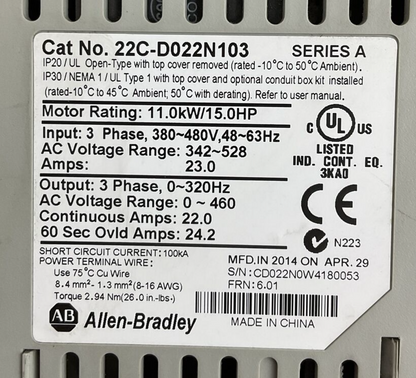 Cat No. 22C-D022N103 SERIES A
IP20 / UL Open-Type with top cover removed (rated -10°C to 50°C Ambient).
IP30 / NEMA 1 / UL Type 1 with top cover and optional conduit box kit installed
(rated-10°C to 45°C Ambient; 50°C with derating). Refer to user manual.
Motor Rating: 11.0kW/15.0HP
Input: 3 Phase, 380~480V,48~63Hz
AC Voltage Range: 342~528
Amps: 23.0
Output: 3 Phase, 0~320Hz
AC Voltage Range: 0 ~ 460
Continuous Amps: 22.0
60 Sec Ovld Amps: 24.2
C UL US
LISTED
IND. CONT. EQ.
3KA0
CE
N223
SHORT CIRCUIT CURRENT: 100kA
POWER TERMINAL WIRE:
Use 75°C Cu Wire
8.4 mm² - 1.3 mm² (8-16 AWG)
Torque 2.94 Nm(26.0 in.-lbs.)
MFD.IN 2014 ON APR. 29
S/N: CD022N0W4180053
FRN: 6.01
AB Allen-Bradley MADE IN CHINA